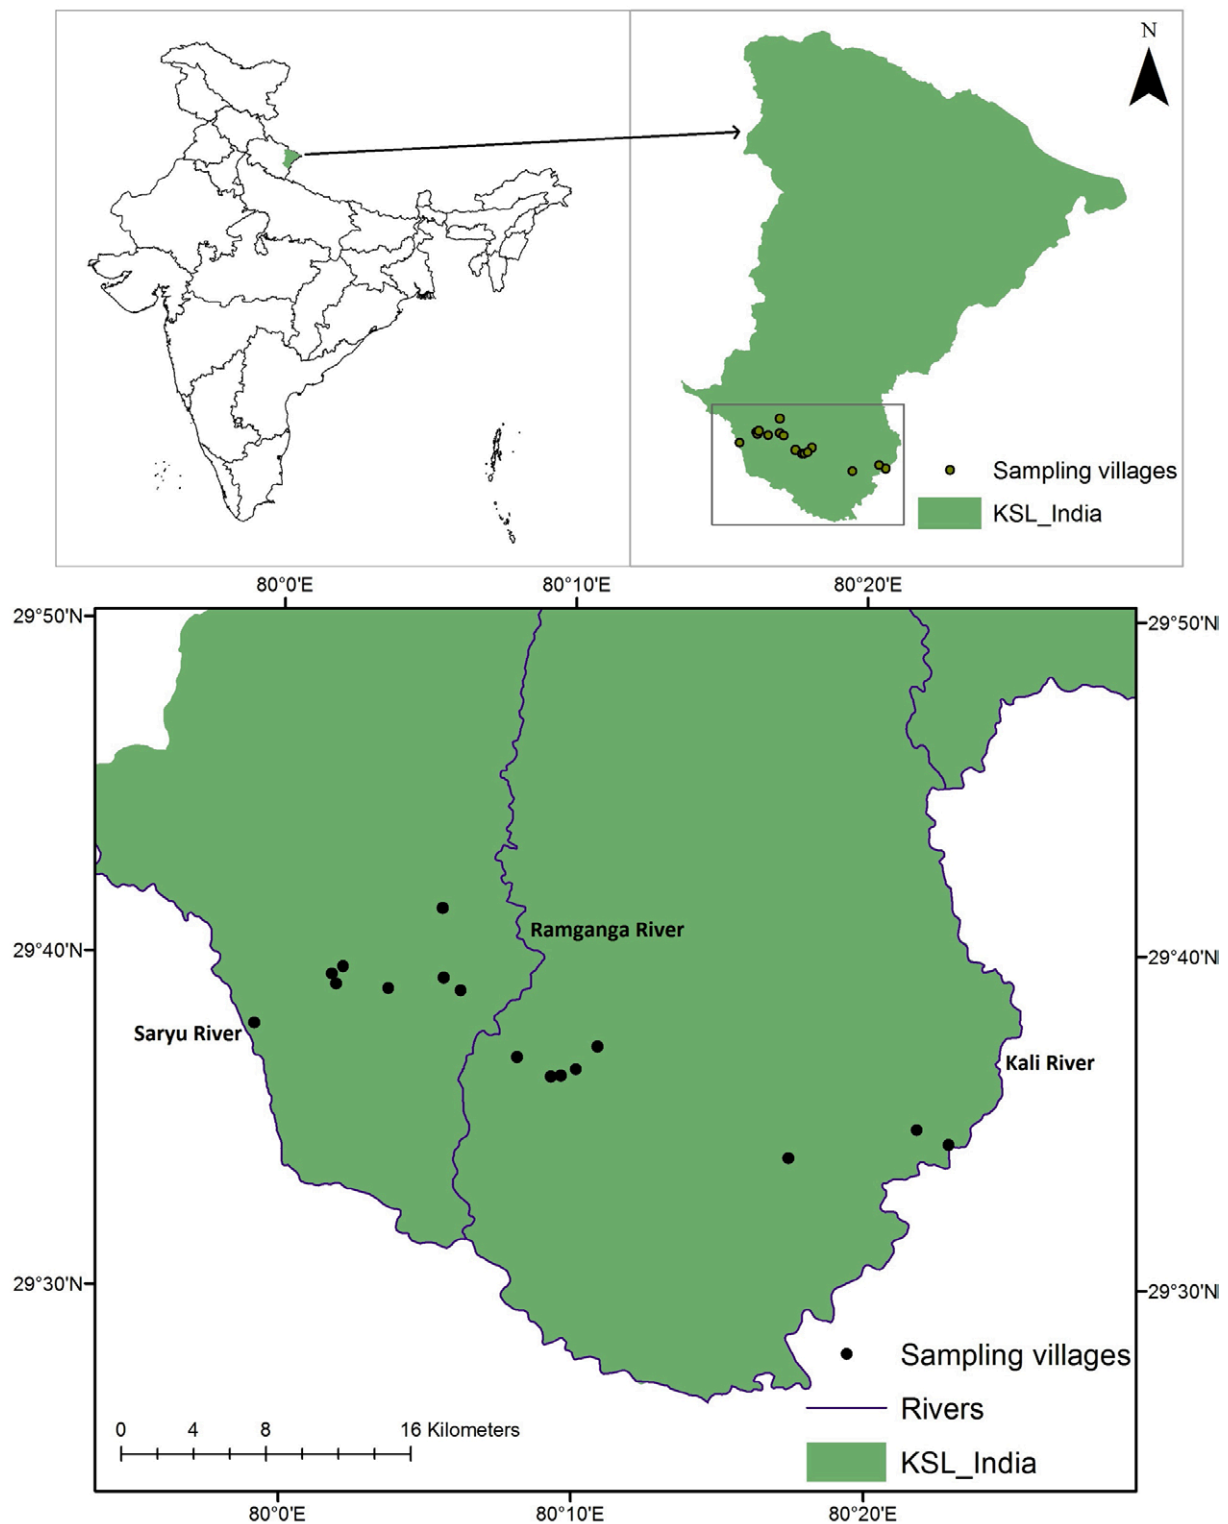 N
Sampling villages
KSL_India
80°0'E 80°10'E 80°20'E
29°50'N 29°50'N
Ramganga River
29°40'N 29°40'N
Saryu River
Kali River
29°30'N 29°30'N
Sampling villages
Rivers
KSL_India
0 4 8 16 Kilometers
80°0'E 80°10'E 80°20'E